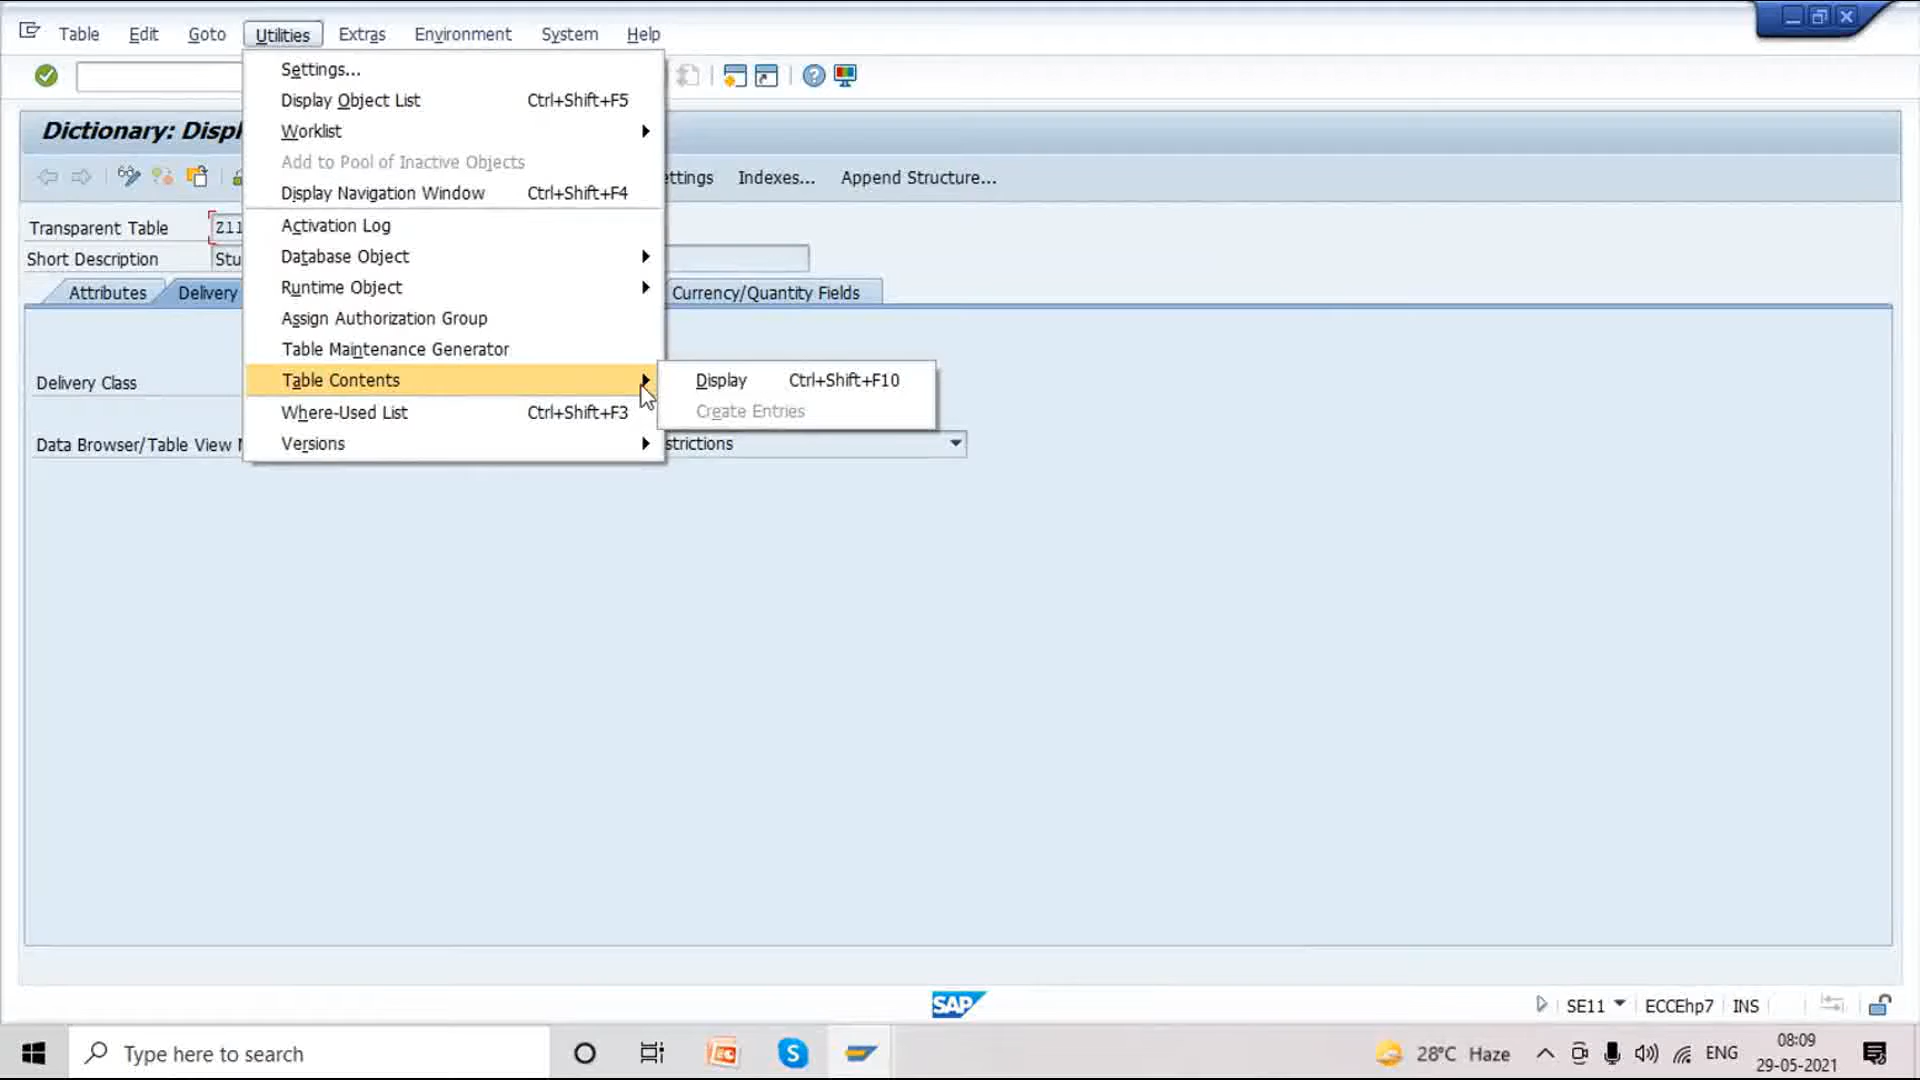 Table Edit Goto Utilities Extras Environment System Help
Settings...
Display Object List Ctrl+Shift+F5
Dictionary: Displ
Worklist
Add to Pool of Inactive Objects
Display Navigation Window Ctrl+Shift+F4
ettings Indexes... Append Structure...
Transparent Table Z11
Activation Log
Short Description Stu
Database Object
Attributes Delivery
Runtime Object
Currency/Quantity Fields
Assign Authorization Group
Table Maintenance Generator
Delivery Class
Table Contents
Display Ctrl+Shift+F10
Create Entries
Where-Used List Ctrl+Shift+F3
Data Browser/Table View
Versions
strictions
SAP
SE11 ECCEhp7 INS
Type here to search
28°C Haze
ENG
08:09
29-05-2021